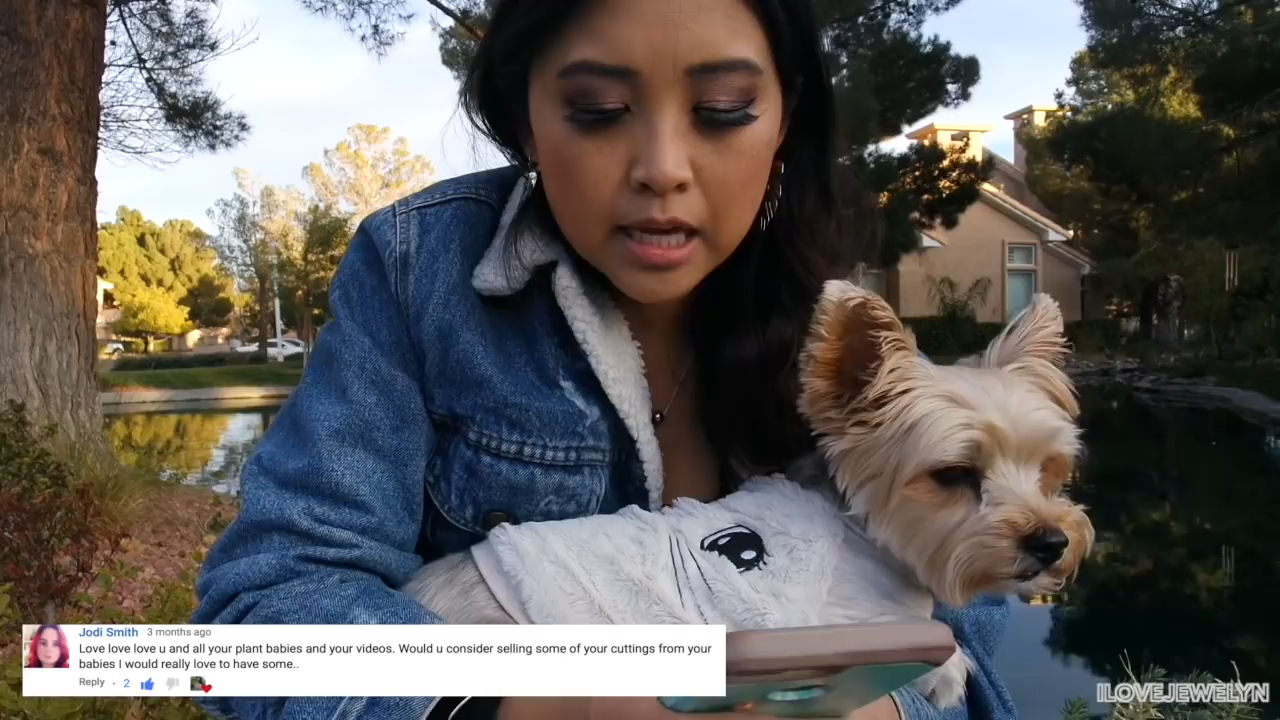 Jodi Smith 3 months ago
Love love love u and all your plant babies and your videos. Would u consider selling some of your cuttings from your
babies I would really love to have some..
Reply · 2
ILOVEJEWELYN